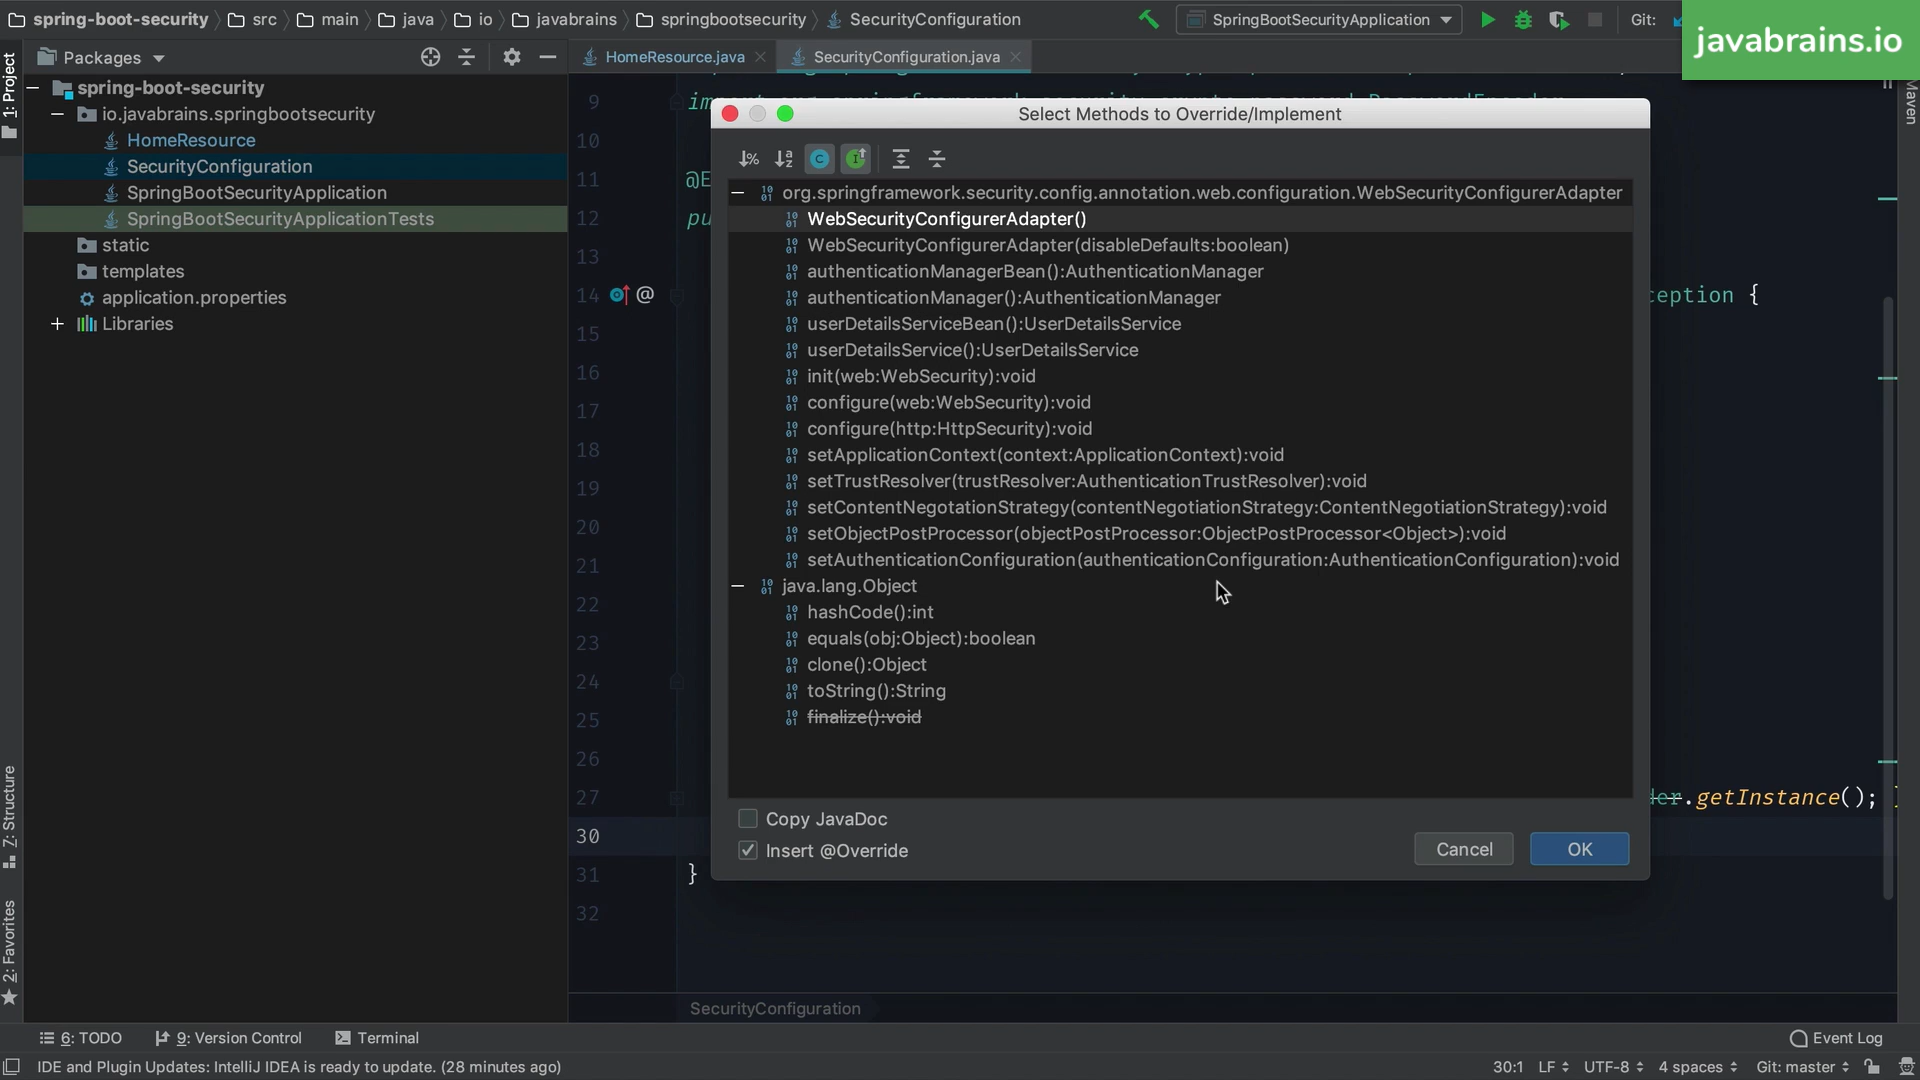 spring-boot-security
src
main
java
io
javabrains
springbootsecurity
SecurityConfiguration
SpringBootSecurityApplication
Git:
javabrains.io
1: Project
Packages
HomeResource.java
SecurityConfiguration.java
Maven
spring-boot-security
io.javabrains.springbootsecurity
HomeResource
SecurityConfiguration
SpringBootSecurityApplication
SpringBootSecurityApplicationTests
static
templates
application.properties
Libraries
9
10
11 @E
12 pu
13
14 @ ception {
15
16
17
18
19
20
21
22
23
24
25
26
27 der.getInstance();
30
31 }
32
Select Methods to Override/Implement
org.springframework.security.config.annotation.web.configuration.WebSecurityConfigurerAdapter
WebSecurityConfigurerAdapter()
WebSecurityConfigurerAdapter(disableDefaults:boolean)
authenticationManagerBean():AuthenticationManager
authenticationManager():AuthenticationManager
userDetailsServiceBean():UserDetailsService
userDetailsService():UserDetailsService
init(web:WebSecurity):void
configure(web:WebSecurity):void
configure(http:HttpSecurity):void
setApplicationContext(context:ApplicationContext):void
setTrustResolver(trustResolver:AuthenticationTrustResolver):void
setContentNegotationStrategy(contentNegotiationStrategy:ContentNegotiationStrategy):void
setObjectPostProcessor(objectPostProcessor:ObjectPostProcessor<Object>):void
setAuthenticationConfiguration(authenticationConfiguration:AuthenticationConfiguration):void
java.lang.Object
hashCode():int
equals(obj:Object):boolean
clone():Object
toString():String
finalize():void
Copy JavaDoc
Insert @Override
Cancel
OK
Z: Structure
2: Favorites
SecurityConfiguration
6: TODO
9: Version Control
Terminal
Event Log
IDE and Plugin Updates: IntelliJ IDEA is ready to update. (28 minutes ago)
30:1
LF
UTF-8
4 spaces
Git: master